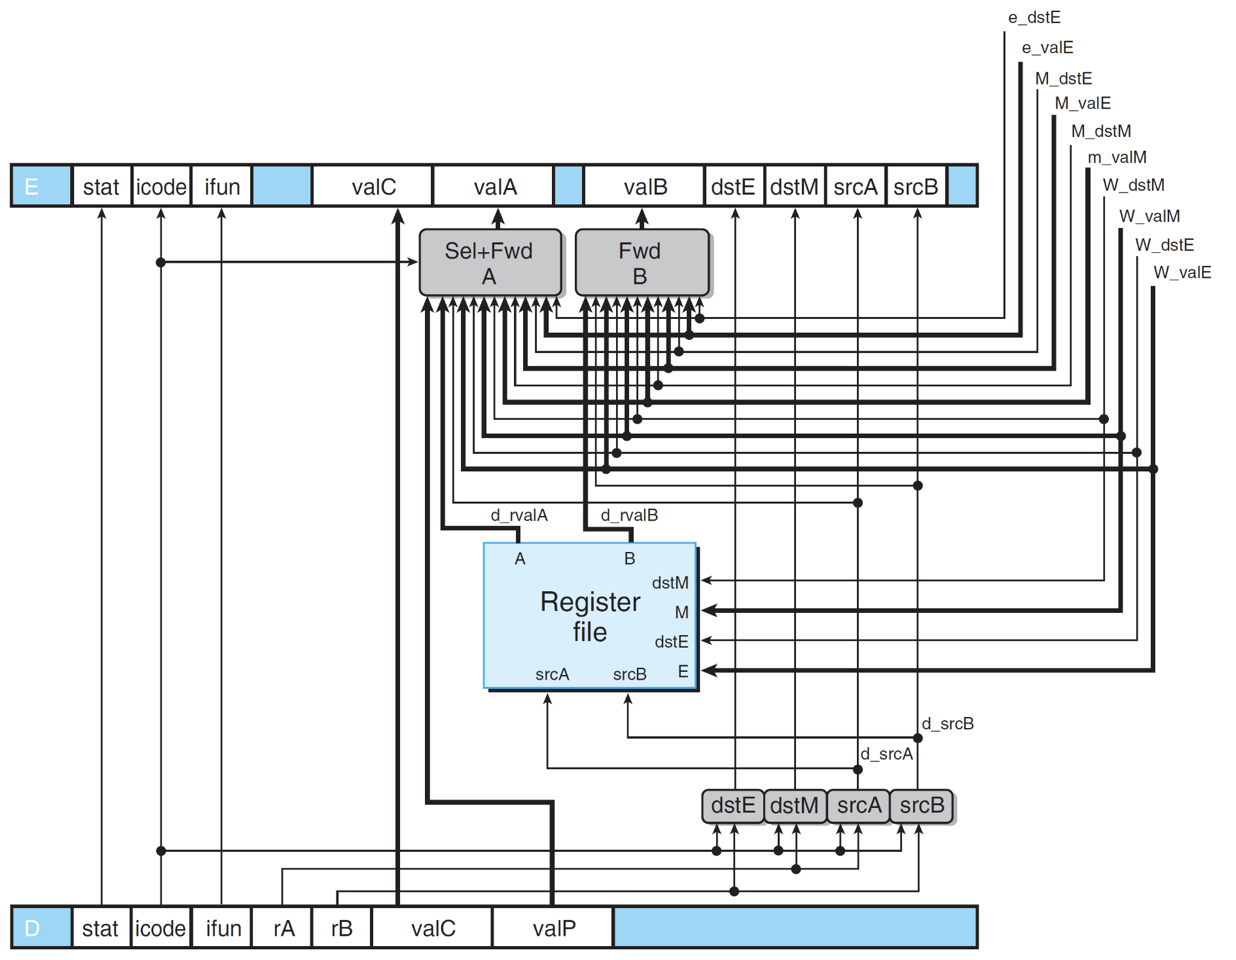 e_dstE
e_valE
M_dstE
M_valE
M_dstM
m_valM
W_dstM
W_valM
W_dstE
W_valE
E stat icode ifun valC valA valB dstE dstM srcA srcB
Sel+Fwd
A
Fwd
B
d_rvalA d_rvalB
A B
dstM
Register
file
M
dstE
E
srcA srcB
d_srcB
d_srcA
dstE dstM srcA srcB
D stat icode ifun rA rB valC valP